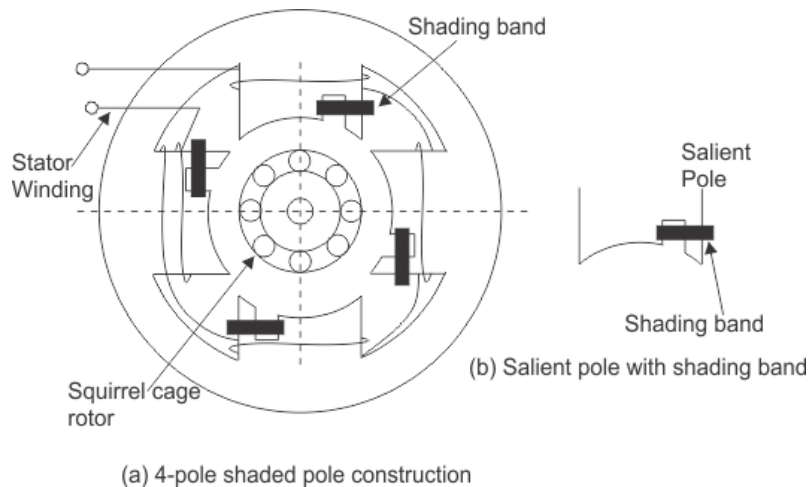 Shading band
Stator
Winding
Salient
Pole
Shading band
(b) Salient pole with shading band
Squirrel cage
rotor
(a) 4-pole shaded pole construction